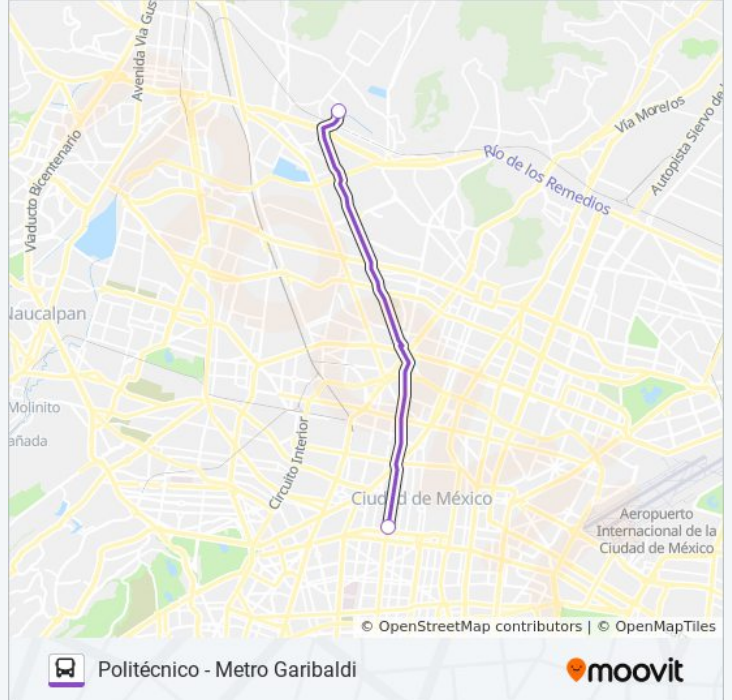 Avenida Vía Gus
Vía Morelos
Autopista Siervo de
Viaducto Bicentenario
Río de los Remedios
Naucalpan
Molinito
añada
Circuito Interior
Ciudad de México
Aeropuerto
Internacional de la
Ciudad de México
© OpenStreetMap contributors | © OpenMapTiles
Politécnico - Metro Garibaldi
moovit